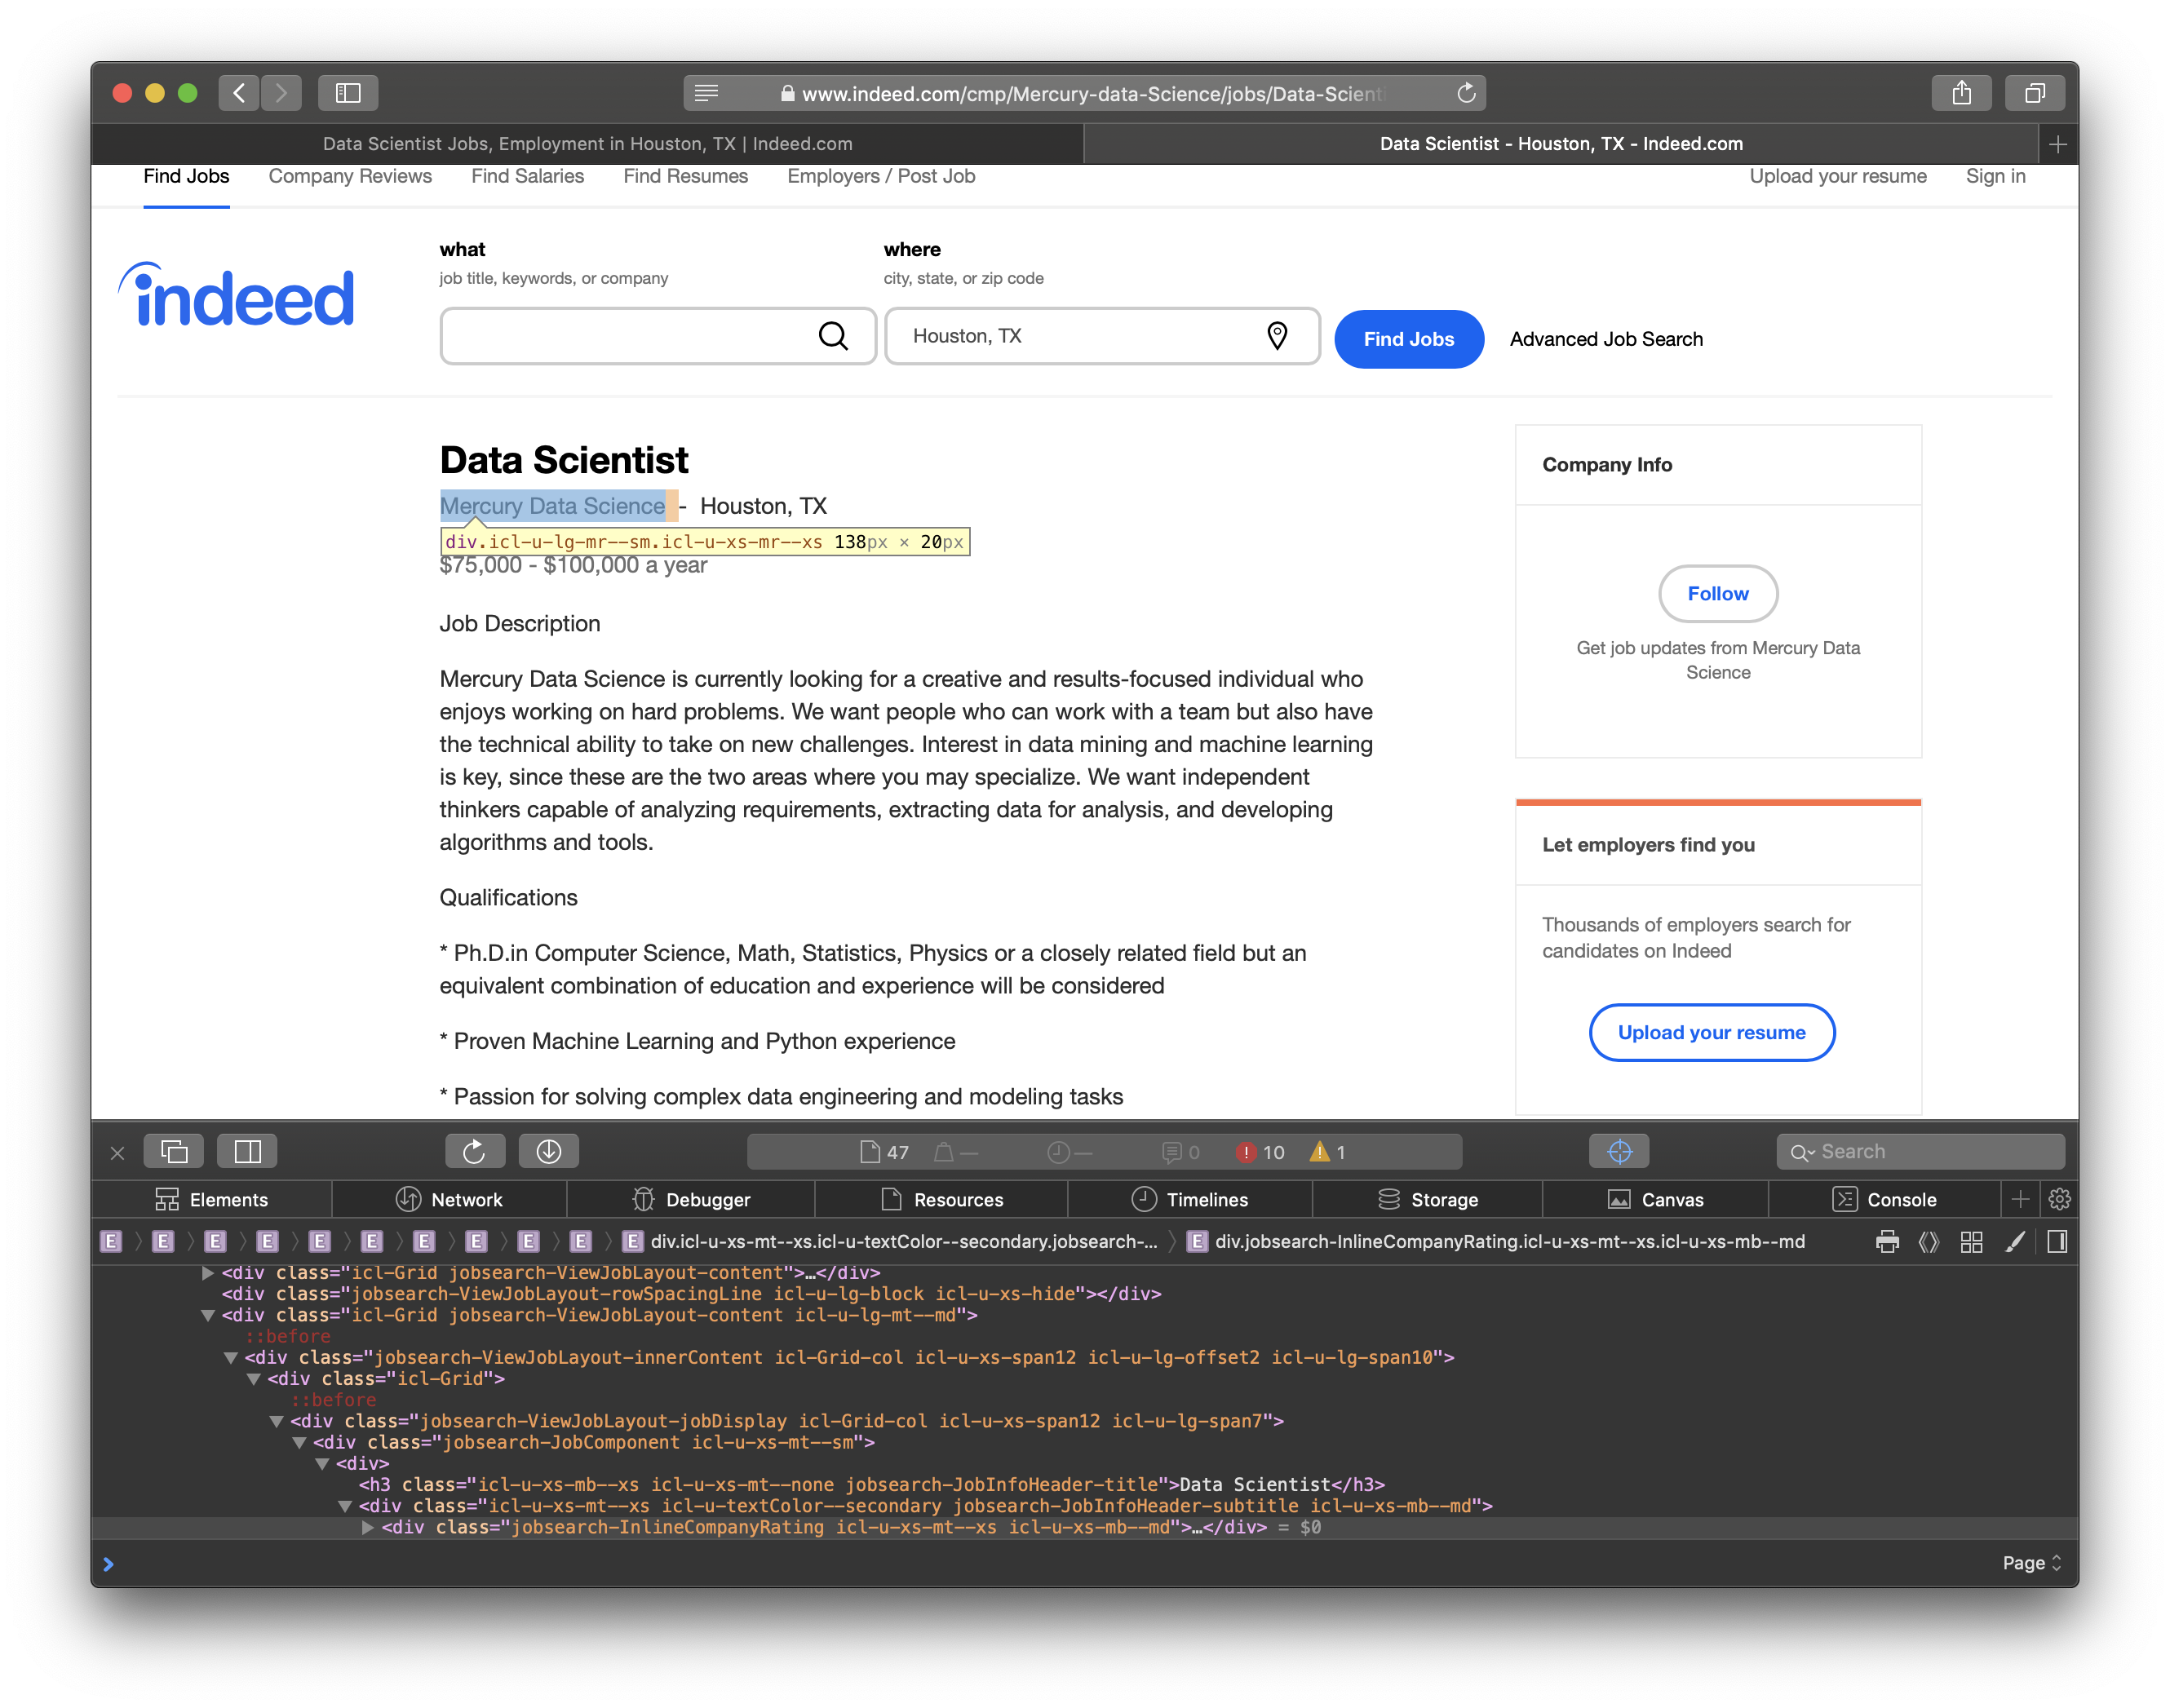 www.indeed.com/cmp/Mercury-data-Science/jobs/Data-Scienti
Data Scientist Jobs, Employment in Houston, TX | Indeed.com
Data Scientist - Houston, TX - Indeed.com
Find Jobs Company Reviews Find Salaries Find Resumes Employers / Post Job Upload your resume Sign in
indeed
what
job title, keywords, or company
where
city, state, or zip code
Houston, TX
Find Jobs
Advanced Job Search
Data Scientist
Mercury Data Science - Houston, TX
div.icl-u-lg-mr--sm.icl-u-xs-mr--xs 138px × 20px
$75,000 - $100,000 a year
Job Description
Mercury Data Science is currently looking for a creative and results-focused individual who
enjoys working on hard problems. We want people who can work with a team but also have
the technical ability to take on new challenges. Interest in data mining and machine learning
is key, since these are the two areas where you may specialize. We want independent
thinkers capable of analyzing requirements, extracting data for analysis, and developing
algorithms and tools.
Qualifications
* Ph.D.in Computer Science, Math, Statistics, Physics or a closely related field but an
equivalent combination of education and experience will be considered
* Proven Machine Learning and Python experience
* Passion for solving complex data engineering and modeling tasks
Company Info
Follow
Get job updates from Mercury Data
Science
Let employers find you
Thousands of employers search for
candidates on Indeed
Upload your resume
47 — — 0 10 1
Search
Elements Network Debugger Resources Timelines Storage Canvas Console
E E E E E E E E E E E div.icl-u-xs-mt--xs.icl-u-textColor--secondary.jobsearch-... E div.jobsearch-InlineCompanyRating.icl-u-xs-mt--xs.icl-u-xs-mb--md
<div class="icl-Grid jobsearch-ViewJobLayout-content">…</div>
<div class="jobsearch-ViewJobLayout-rowSpacingLine icl-u-lg-block icl-u-xs-hide"></div>
<div class="icl-Grid jobsearch-ViewJobLayout-content icl-u-lg-mt--md">
::before
<div class="jobsearch-ViewJobLayout-innerContent icl-Grid-col icl-u-xs-span12 icl-u-lg-offset2 icl-u-lg-span10">
<div class="icl-Grid">
::before
<div class="jobsearch-ViewJobLayout-jobDisplay icl-Grid-col icl-u-xs-span12 icl-u-lg-span7">
<div class="jobsearch-JobComponent icl-u-xs-mt--sm">
<div>
<h3 class="icl-u-xs-mb--xs icl-u-xs-mt--none jobsearch-JobInfoHeader-title">Data Scientist</h3>
<div class="icl-u-xs-mt--xs icl-u-textColor--secondary jobsearch-JobInfoHeader-subtitle icl-u-xs-mb--md">
<div class="jobsearch-InlineCompanyRating icl-u-xs-mt--xs icl-u-xs-mb--md">…</div> = $0
Page